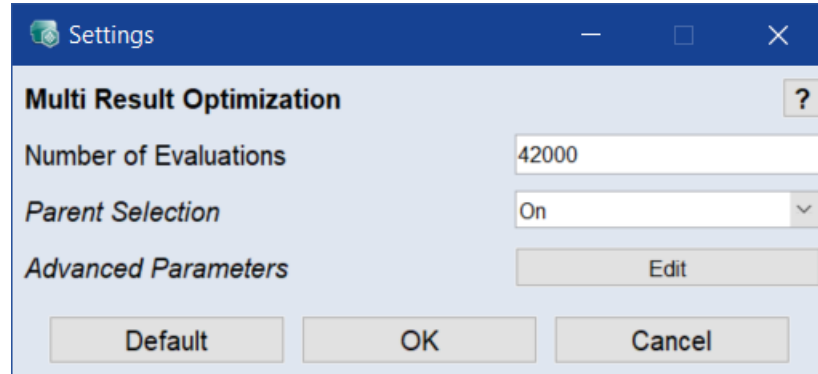 Settings
Multi Result Optimization ?
Number of Evaluations 42000
Parent Selection On
Advanced Parameters Edit
Default OK Cancel